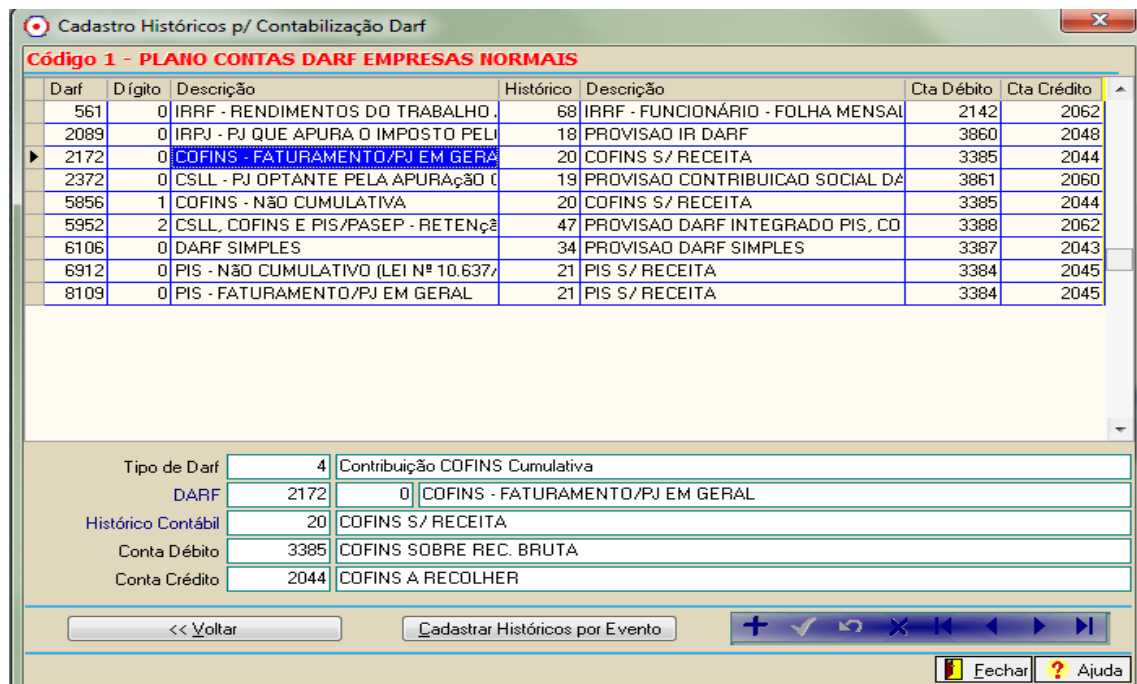 Cadastro Históricos p/ Contabilização Darf
Código 1 - PLANO CONTAS DARF EMPRESAS NORMAIS
Darf Dígito Descrição Histórico Descrição Cta Débito Cta Crédito
561 0 IRRF - RENDIMENTOS DO TRABALHO 68 IRRF - FUNCIONÁRIO - FOLHA MENSAL 2142 2062
2089 0 IRPJ - PJ QUE APURA O IMPOSTO PEL 18 PROVISAO IR DARF 3860 2048
2172 0 COFINS - FATURAMENTO/PJ EM GERA 20 COFINS S/ RECEITA 3385 2044
2372 0 CSLL - PJ OPTANTE PELA APURAçãO 19 PROVISAO CONTRIBUICAO SOCIAL DA 3861 2060
5856 1 COFINS - NãO CUMULATIVA 20 COFINS S/ RECEITA 3385 2044
5952 2 CSLL, COFINS E PIS/PASEP - RETENçã 47 PROVISAO DARF INTEGRADO PIS, CO 3388 2062
6106 0 DARF SIMPLES 34 PROVISAO DARF SIMPLES 3387 2043
6912 0 PIS - NãO CUMULATIVO (LEI Nº 10.637/ 21 PIS S/ RECEITA 3384 2045
8109 0 PIS - FATURAMENTO/PJ EM GERAL 21 PIS S/ RECEITA 3384 2045
Tipo de Darf 4 Contribuição COFINS Cumulativa
DARF 2172 0 COFINS - FATURAMENTO/PJ EM GERAL
Histórico Contábil 20 COFINS S/ RECEITA
Conta Débito 3385 COFINS SOBRE REC. BRUTA
Conta Crédito 2044 COFINS A RECOLHER
<< Voltar Cadastrar Históricos por Evento
Fechar ? Ajuda